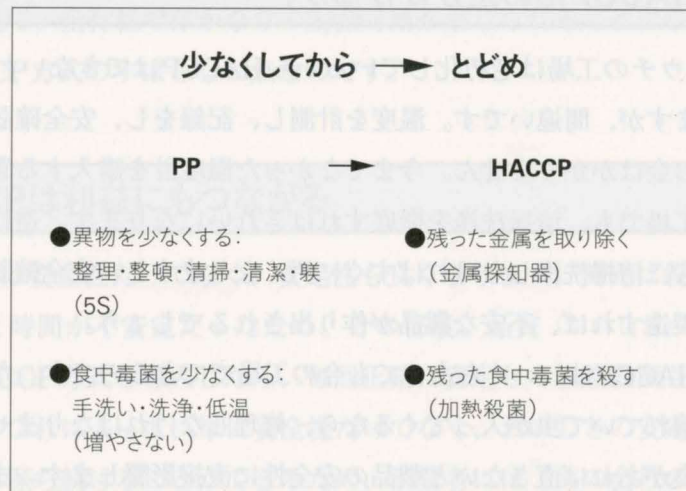 少なくしてから → とどめ
PP → HACCP
●異物を少なくする:
整理・整頓・清掃・清潔・躾
(5S)
●残った金属を取り除く
(金属探知器)
●食中毒菌を少なくする:
手洗い・洗浄・低温
(増やさない)
●残った食中毒菌を殺す
(加熱殺菌)